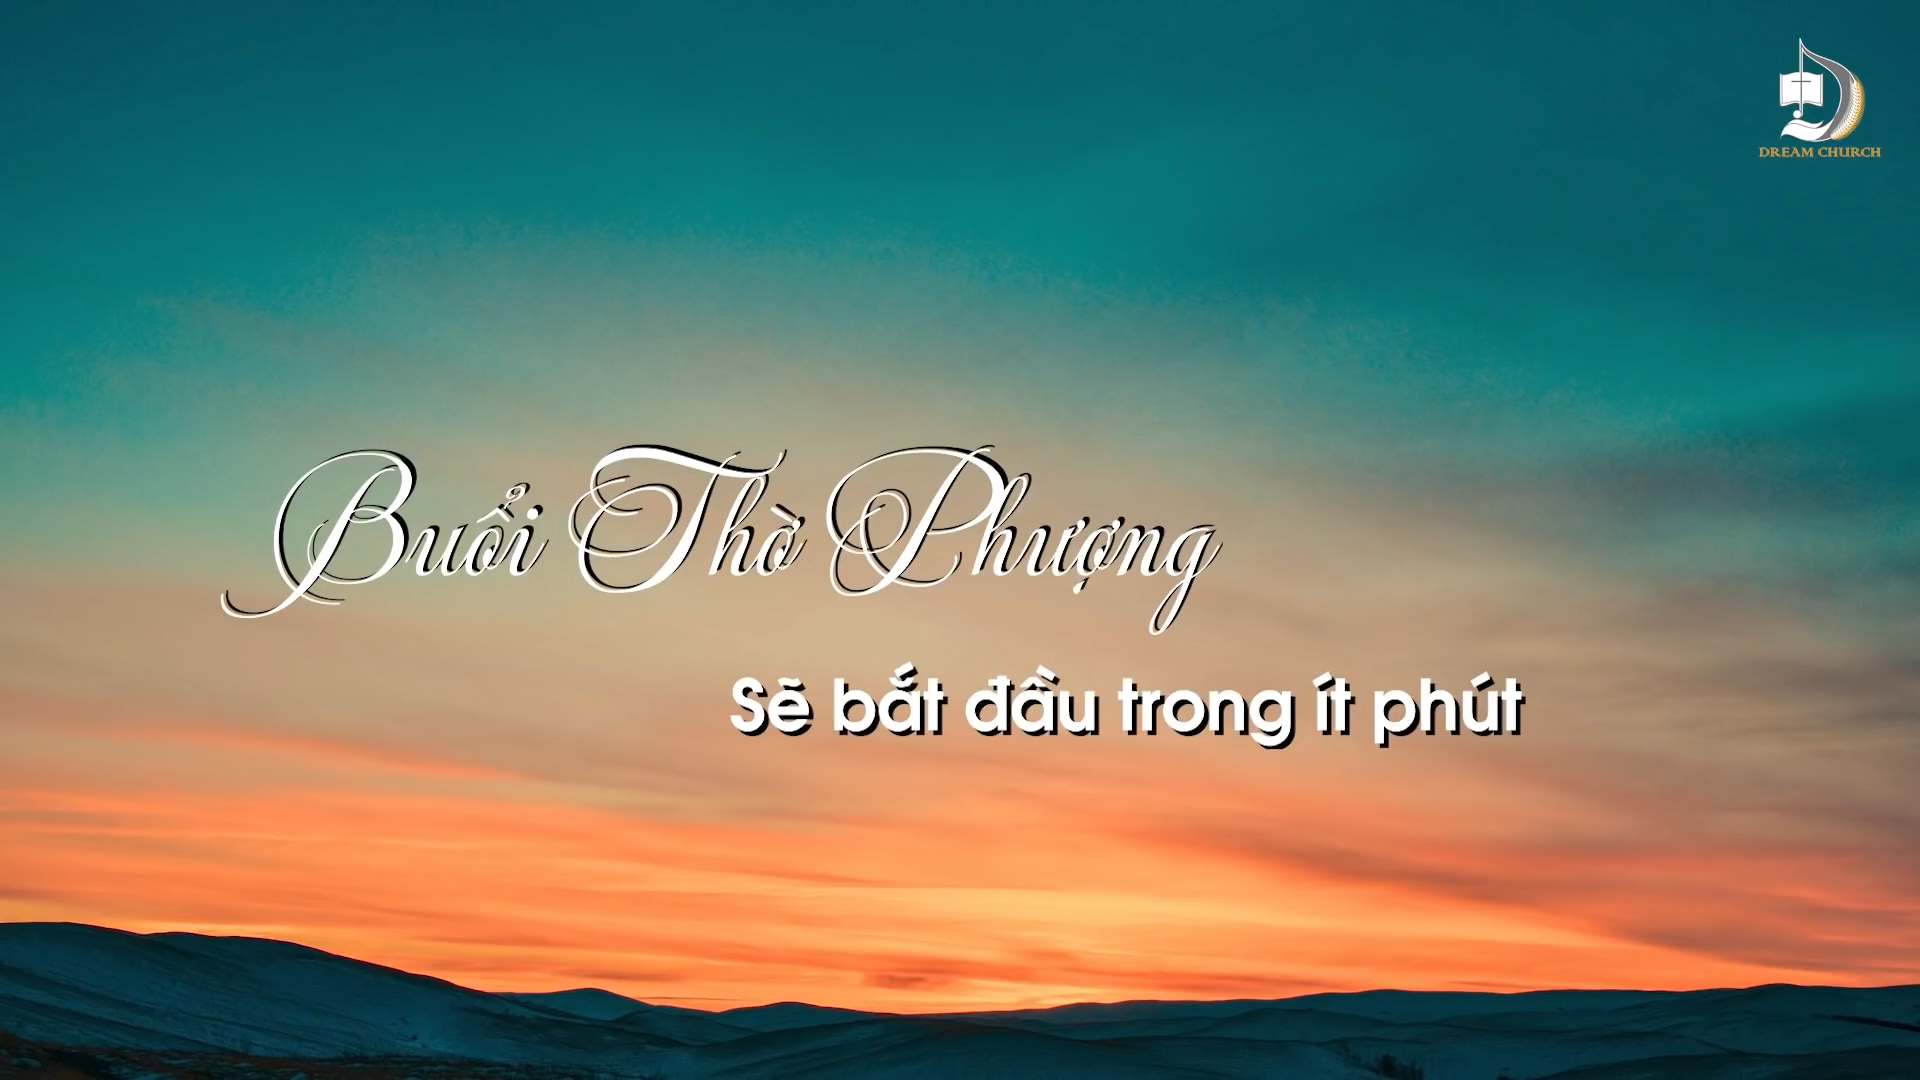 DREAM CHURCH
Buổi Thờ Phượng
Sẽ bắt đầu trong ít phút